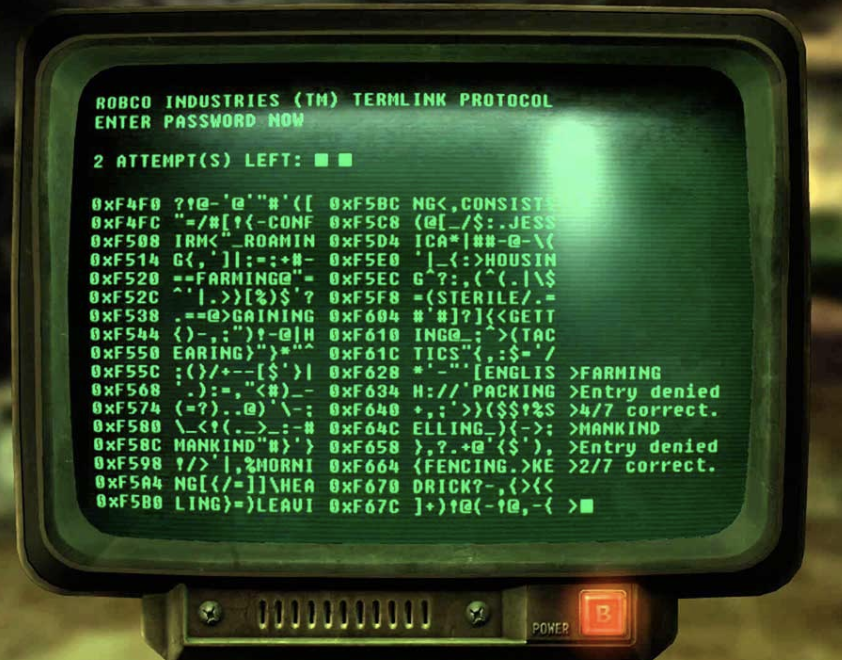 ROBCO INDUSTRIES (TM) TERMLINK PROTOCOL
ENTER PASSWORD NOW
2 ATTEMPT(S) LEFT: ■ ■
0xF4F0 ?!@-'@'"#'([ 0xF5BC NG<,CONSISTS
0xF4FC "=/#[!{-CONF 0xF5C8 (@[_/$:.JESS
0xF508 IRM<"_ROAMIN 0xF5D4 ICA*|##-@-\{
0xF514 G{,']|;=:+#- 0xF5E0 '|_{:>HOUSIN
0xF520 ==FARMING@"= 0xF5EC G^?:,(^(.|\$
0xF52C ^'|.>}[%)$'? 0xF5F8 =(STERILE/.=
0xF538 .==@>GAINING 0xF604 #'#]?]{<GETT
0xF544 {)-,:")!-@|H 0xF610 ING@_;^>(TAC
0xF550 EARING}"}*"^ 0xF61C TICS"{,:$='/
0xF55C ;(}/+--[$'}| 0xF628 *'-"'[ENGLIS >FARMING
0xF568 '.):=,"<#)_- 0xF634 H://'PACKING >Entry denied
0xF574 (=?)..@)'\-; 0xF640 +,;'>}($$!%S >4/7 correct.
0xF580 \_<!(._>_:-# 0xF64C ELLING_){->: >MANKIND
0xF58C MANKIND"#}'} 0xF658 },?.+@'{$'), >Entry denied
0xF598 !/>'|,%MORNI 0xF664 {FENCING.>KE >2/7 correct.
0xF5A4 NG[{/=]]\HEA 0xF670 DRICK?-,{>{<
0xF5B0 LING}=)LEAVI 0xF67C ]+)!@(-!@,-{ >■
POWER B